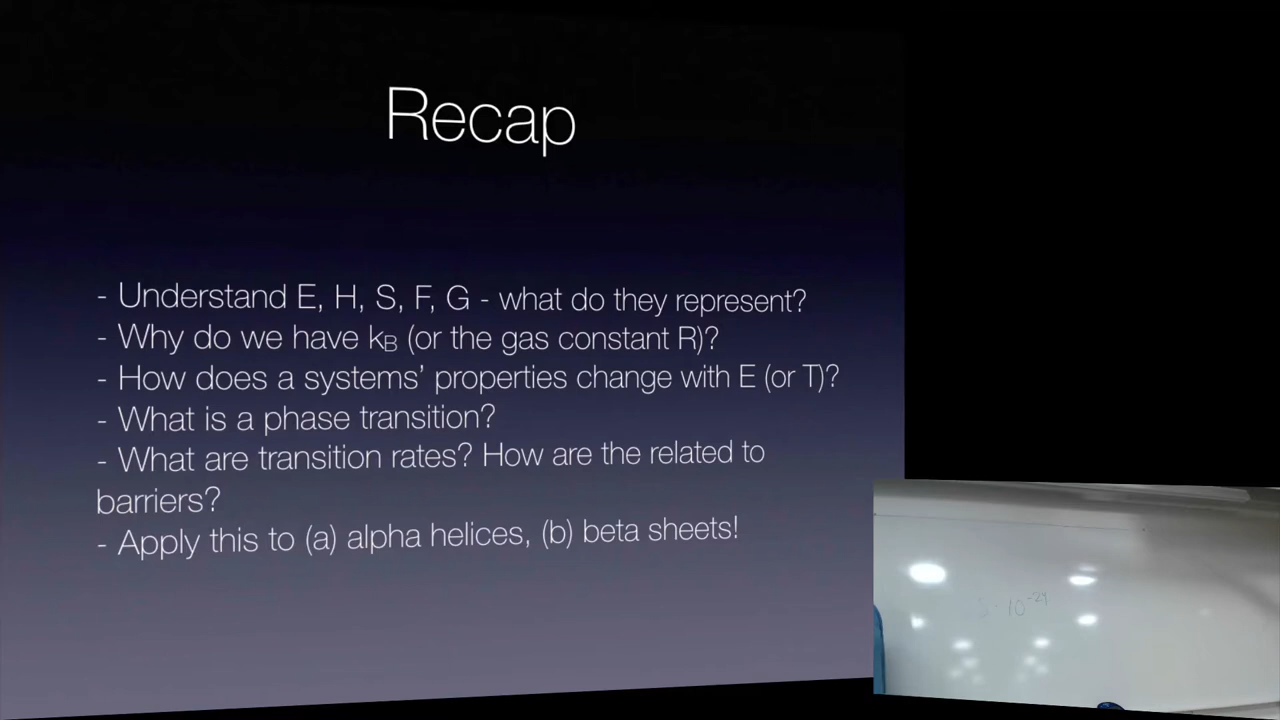 Recap
- Understand E, H, S, F, G - what do they represent?
- Why do we have kB (or the gas constant R)?
- How does a systems’ properties change with E (or T)?
- What is a phase transition?
- What are transition rates? How are the related to
barriers?
- Apply this to (a) alpha helices, (b) beta sheets!
10⁻²⁴